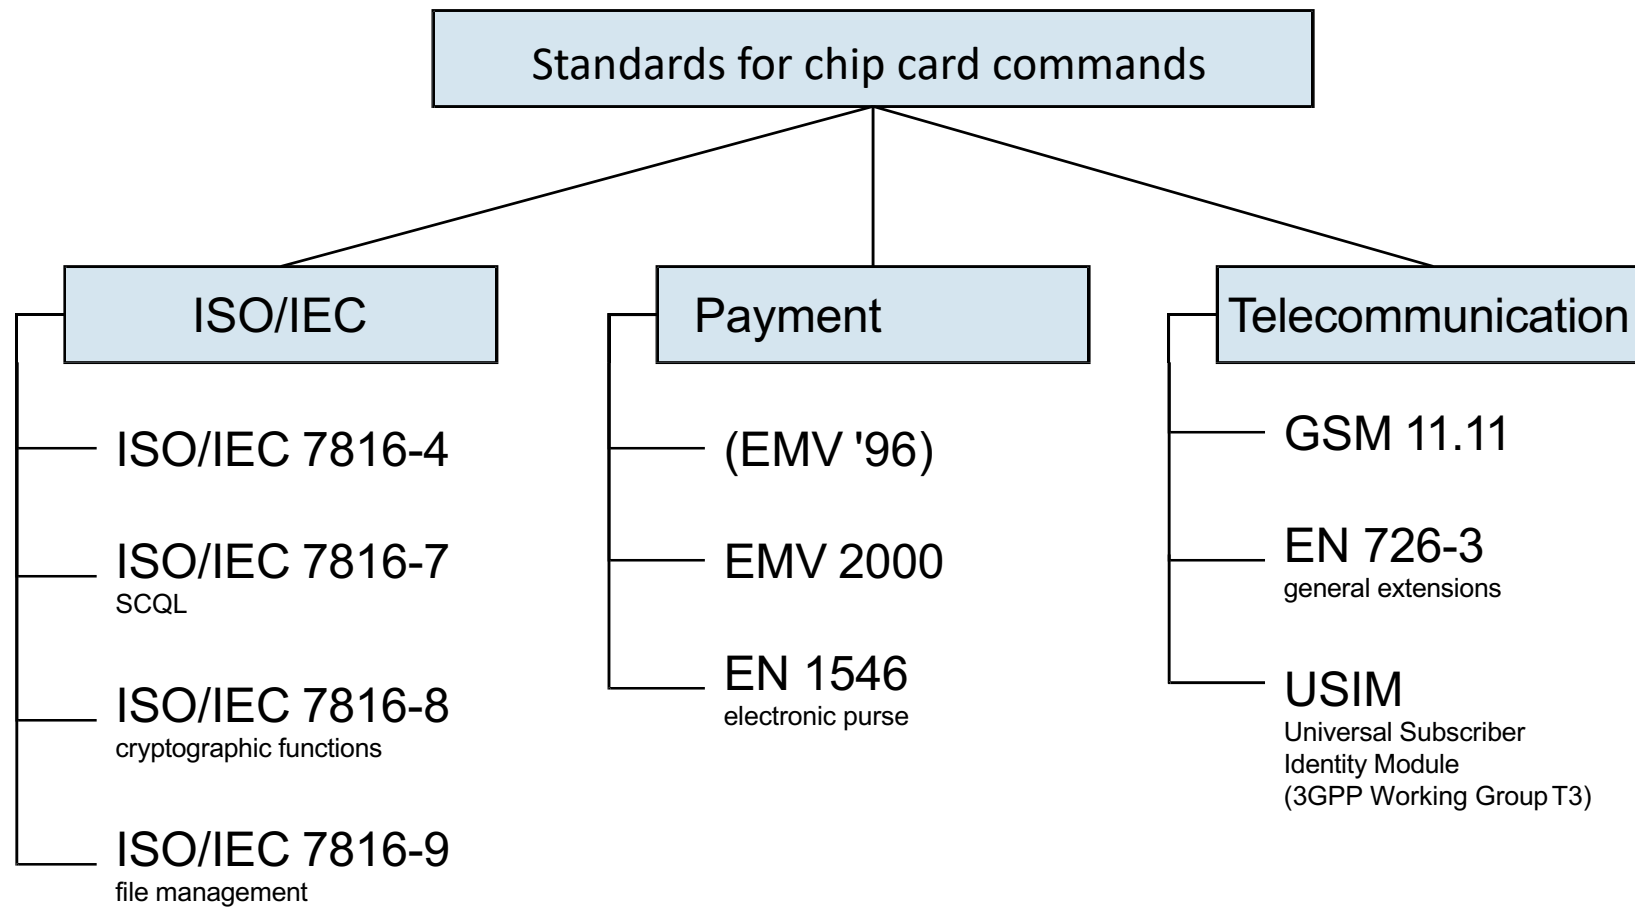 Standards for chip card commands
ISO/IEC
ISO/IEC 7816-4
ISO/IEC 7816-7
SCQL
ISO/IEC 7816-8
cryptographic functions
ISO/IEC 7816-9
file management
Payment
(EMV '96)
EMV 2000
EN 1546
electronic purse
Telecommunication
GSM 11.11
EN 726-3
general extensions
USIM
Universal Subscriber
Identity Module
(3GPP Working Group T3)